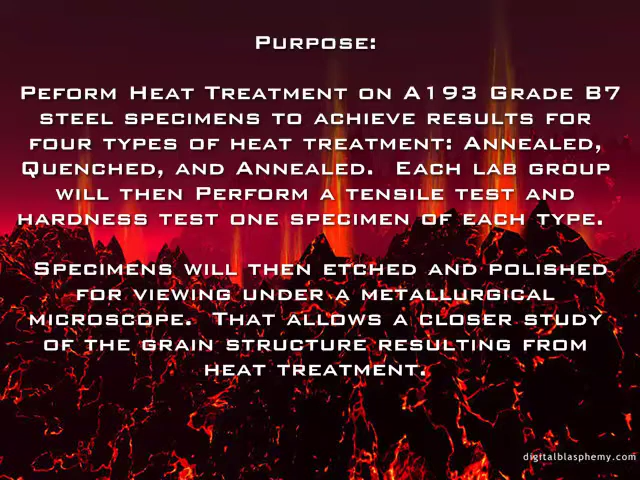 Purpose:
Peform Heat Treatment on A193 Grade B7
steel specimens to achieve results for
four types of heat treatment: Annealed,
Quenched, and Annealed. Each lab group
will then Perform a tensile test and
hardness test one specimen of each type.
Specimens will then etched and polished
for viewing under a metallurgical
microscope. That allows a closer study
of the grain structure resulting from
heat treatment.
digitalblasphemy.com